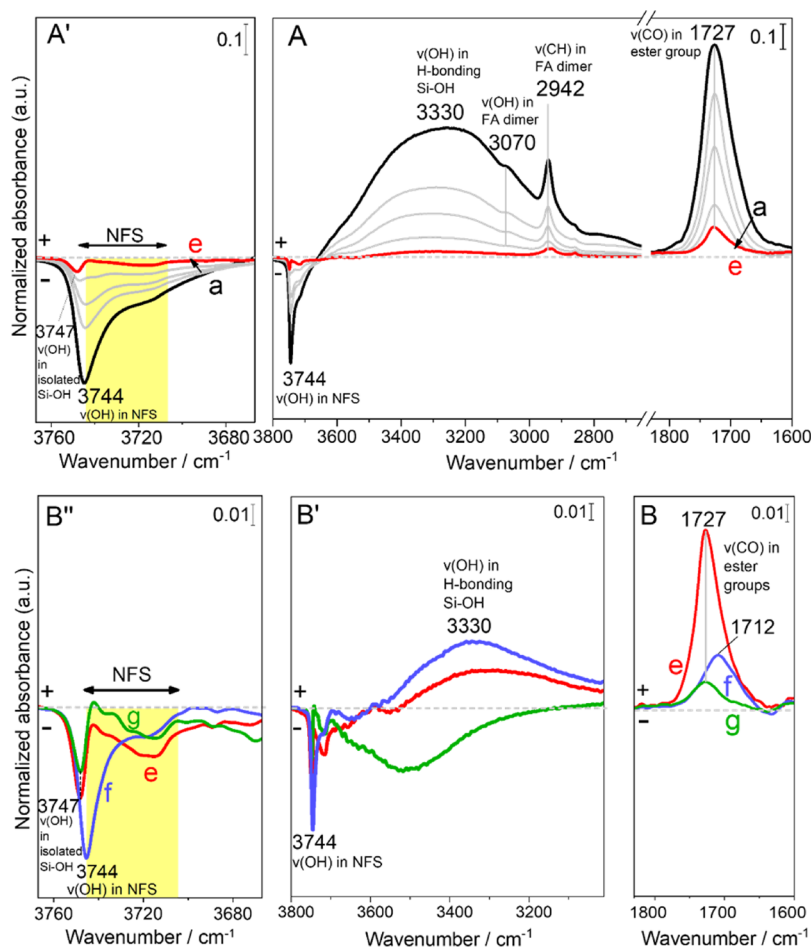 A'
0.1
NFS
e
+
-
a
3747
ν(OH)
in
isolated
Si-OH
3744
ν(OH) in NFS
3760
3720
3680
Wavenumber / cm-1
Normalized absorbance (a.u.)
A
ν(OH) in
H-bonding
Si-OH
3330
ν(OH) in
FA dimer
3070
ν(CH) in
FA dimer
2942
ν(CO) in
ester group
1727
0.1
a
e
+
-
3744
ν(OH) in NFS
3800
3400
3200
3000
2800
1800
1700
1600
Wavenumber / cm-1
Wavenumber / cm-1
B"
0.01
NFS
+
-
g
e
f
3747
ν(OH)
in
isolated
Si-OH
3744
ν(OH) in NFS
3760
3720
3680
Wavenumber / cm-1
Normalized absorbance (a.u.)
B'
0.01
ν(OH) in
H-bonding
Si-OH
3330
+
-
3744
ν(OH) in NFS
3800
3600
3400
3200
Wavenumber / cm-1
B
0.01
1727
ν(CO) in
ester
groups
1712
e
f
g
+
-
1800
1700
1600
Wavenumber / cm-1